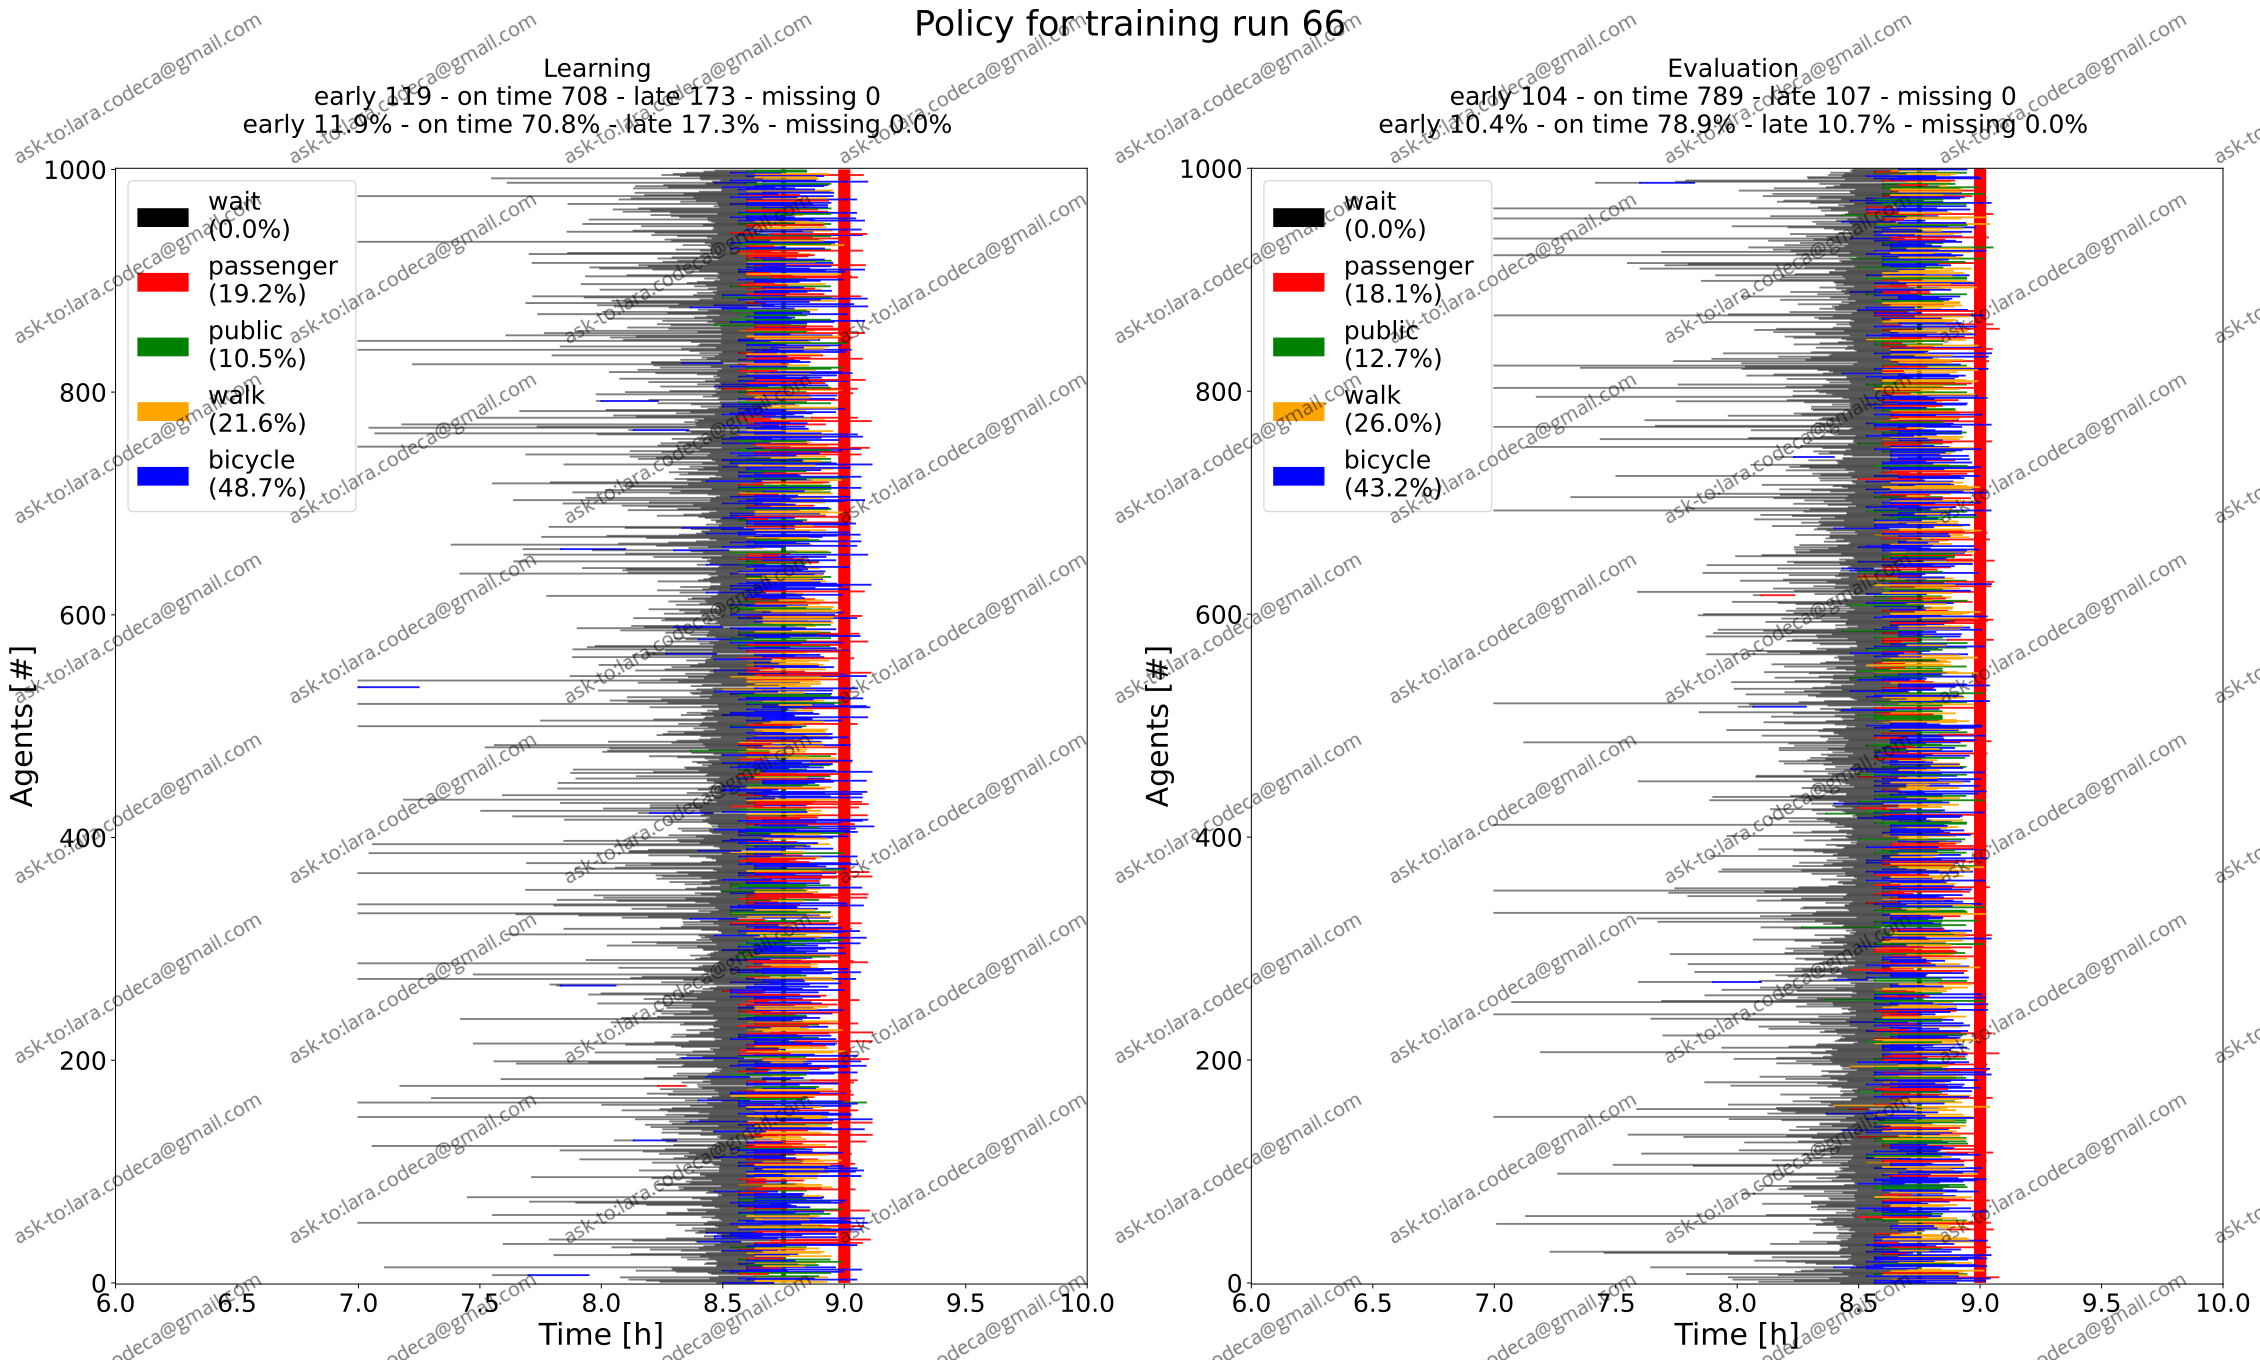 Policy for training run 66
Learning
early 119 - on time 708 - late 173 - missing 0
early 11.9% - on time 70.8% - late 17.3% - missing 0.0%
1000
800
600
400
200
0
Agents [#]
wait
(0.0%)
passenger
(19.2%)
public
(10.5%)
walk
(21.6%)
bicycle
(48.7%)
6.0 6.5 7.0 7.5 8.0 8.5 9.0 9.5 10.0
Time [h]
Evaluation
early 104 - on time 789 - late 107 - missing 0
early 10.4% - on time 78.9% - late 10.7% - missing 0.0%
1000
800
600
400
200
0
Agents [#]
wait
(0.0%)
passenger
(18.1%)
public
(12.7%)
walk
(26.0%)
bicycle
(43.2%)
6.0 6.5 7.0 7.5 8.0 8.5 9.0 9.5 10.0
Time [h]
ask-to:lara.codeca@gmail.com